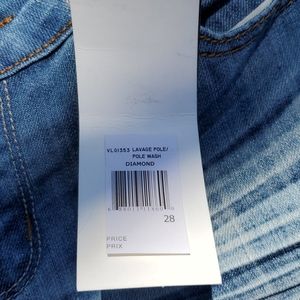 VL01353 LAVAGE POLE/
POLE WASH
DIAMOND
28
PRICE
PRIX